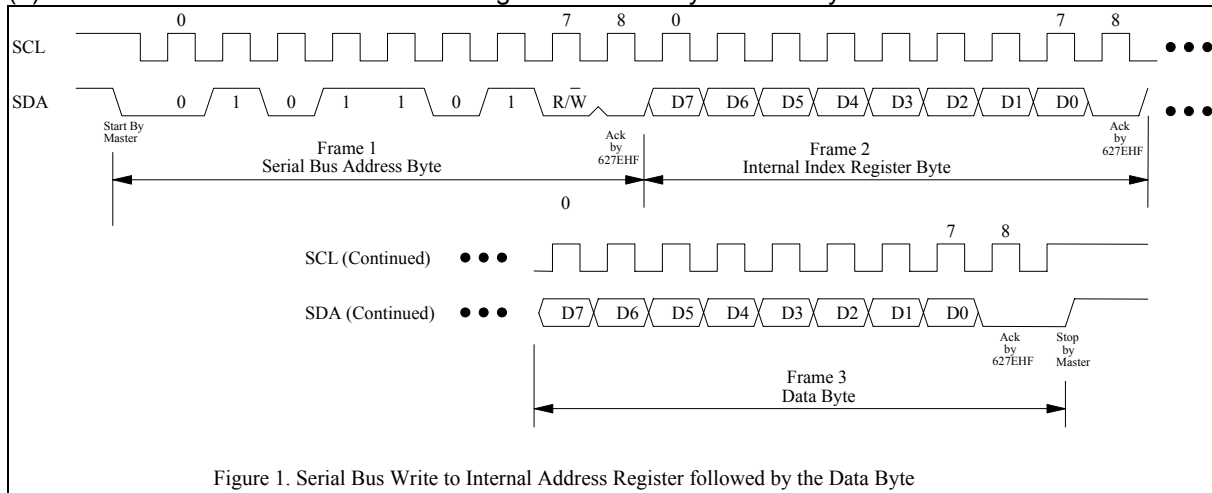 0 7 8 0 7 8
SCL
SDA 0 1 0 1 1 0 1 R/W D7 D6 D5 D4 D3 D2 D1 D0
Start By
Master
Ack
by
627EHF
Ack
by
627EHF
Frame 1
Serial Bus Address Byte
Frame 2
Internal Index Register Byte
0
7 8
SCL (Continued)
SDA (Continued) D7 D6 D5 D4 D3 D2 D1 D0
Ack
by
627EHF
Stop
by
Master
Frame 3
Data Byte
Figure 1. Serial Bus Write to Internal Address Register followed by the Data Byte